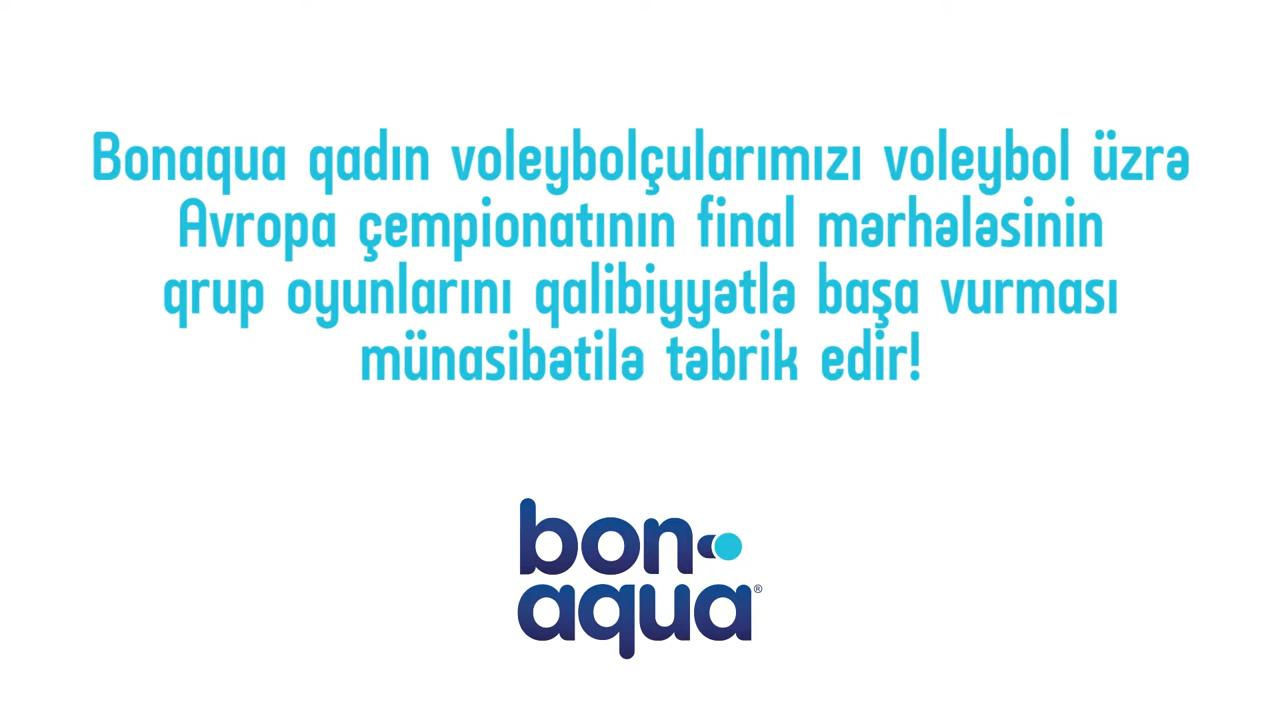 Bonaqua qadın voleybolçularımızı voleybol üzrə
Avropa çempionatının final mərhələsinin
qrup oyunlarını qalibiyyətlə başa vurması
münasibətilə təbrik edir!
bon
aqua®